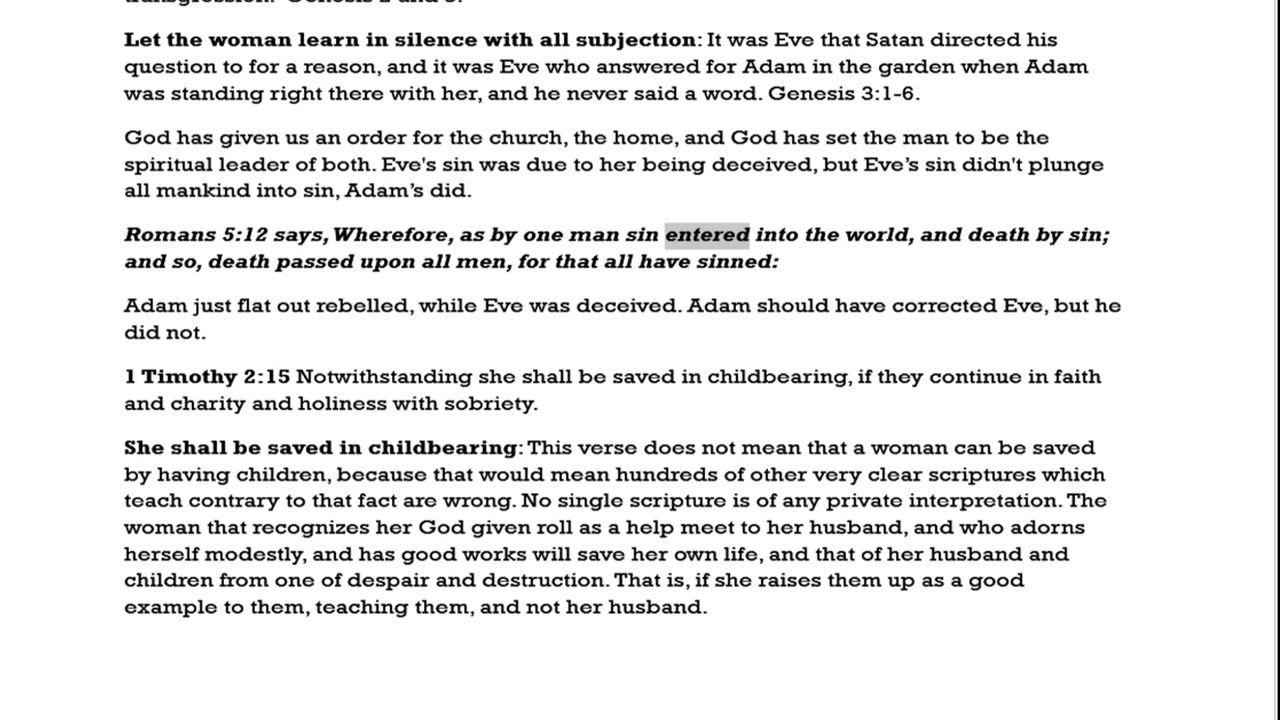 transgression. Genesis 2 and 3.
Let the woman learn in silence with all subjection: It was Eve that Satan directed his
question to for a reason, and it was Eve who answered for Adam in the garden when Adam
was standing right there with her, and he never said a word. Genesis 3:1-6.
God has given us an order for the church, the home, and God has set the man to be the
spiritual leader of both. Eve's sin was due to her being deceived, but Eve’s sin didn't plunge
all mankind into sin, Adam’s did.
Romans 5:12 says, Wherefore, as by one man sin entered into the world, and death by sin;
and so, death passed upon all men, for that all have sinned:
Adam just flat out rebelled, while Eve was deceived. Adam should have corrected Eve, but he
did not.
1 Timothy 2:15 Notwithstanding she shall be saved in childbearing, if they continue in faith
and charity and holiness with sobriety.
She shall be saved in childbearing: This verse does not mean that a woman can be saved
by having children, because that would mean hundreds of other very clear scriptures which
teach contrary to that fact are wrong. No single scripture is of any private interpretation. The
woman that recognizes her God given roll as a help meet to her husband, and who adorns
herself modestly, and has good works will save her own life, and that of her husband and
children from one of despair and destruction. That is, if she raises them up as a good
example to them, teaching them, and not her husband.